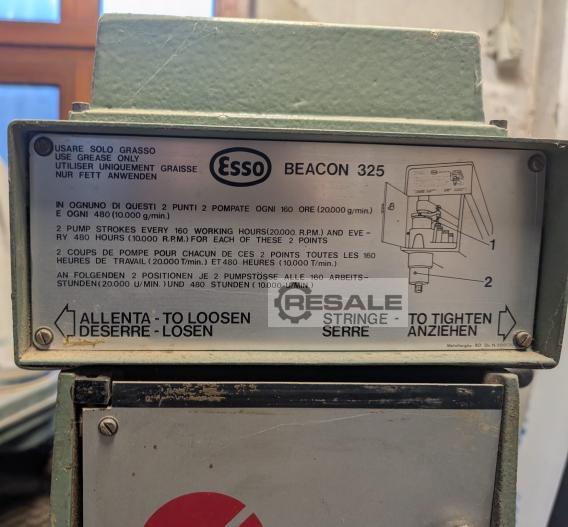 USARE SOLO GRASSO
USE GREASE ONLY
UTILISER UNIQUEMENT GRAISSE
NUR FETT ANWENDEN
Esso BEACON 325
IN OGNUNO DI QUESTI 2 PUNTI 2 POMPATE OGNI 160 ORE (20.000 g/min.)
E OGNI 480 (10.000 g/min.)
2 PUMP STROKES EVERY 160 WORKING HOURS(20.000 R.P.M.) AND EVE-
RY 480 HOURS (10.000 R.P.M.) FOR EACH OF THESE 2 POINTS
2 COUPS DE POMPE POUR CHACUN DE CES 2 POINTS TOUTES LES 160
HEURES DE TRAVAIL (20.000 T/min.) ET 480 HEURES (10.000 T/min.)
AN FOLGENDEN 2 POSITIONEN JE 2 PUMPSTÖSSE ALLE 160 ARBEITS-
STUNDEN (20.000 U/MIN.) UND 480 STUNDEN (10.000 U/MIN.)
1
2
RESALE
ALLENTA - TO LOOSEN
DESERRE - LOSEN
STRINGE - TO TIGHTEN
SERRE ANZIEHEN